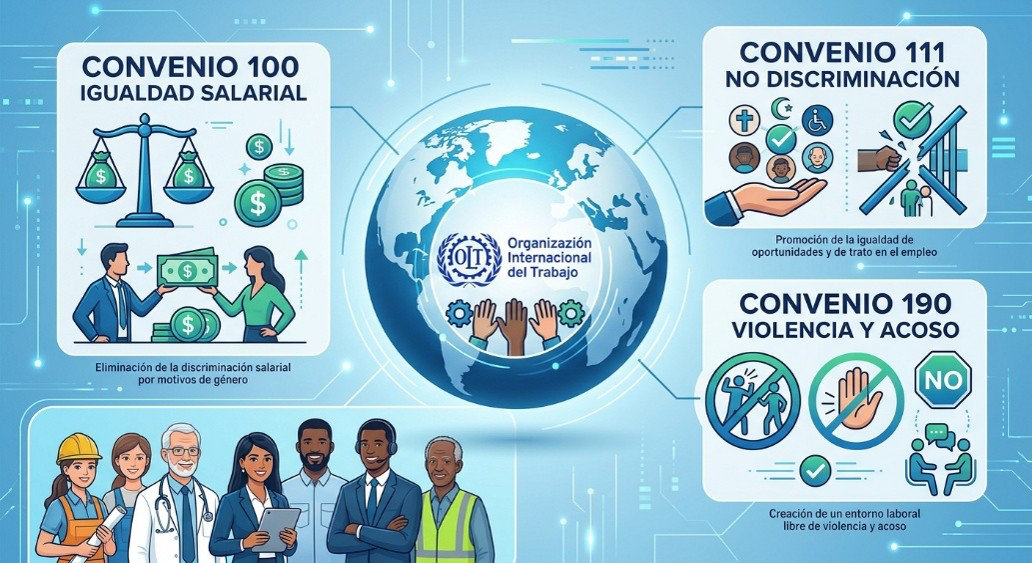 CONVENIO 100
IGUALDAD SALARIAL
$
$
$
$
$
$
Eliminación de la discriminación salarial
por motivos de género
OIT
Organización
Internacional
del Trabajo
CONVENIO 111
NO DISCRIMINACIÓN
Promoción de la igualdad de
oportunidades y de trato en el empleo
CONVENIO 190
VIOLENCIA Y ACOSO
NO
Creación de un entorno laboral
libre de violencia y acoso